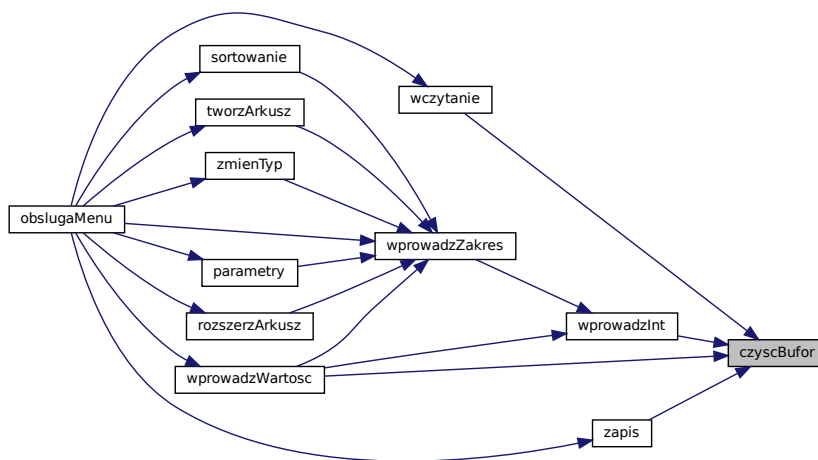 sortowanie
wczytanie
tworzArkusz
zmienTyp
obslugaMenu
wprowadzZakres
parametry
rozszerzArkusz
wprowadzInt
czyscBufor
wprowadzWartosc
zapis